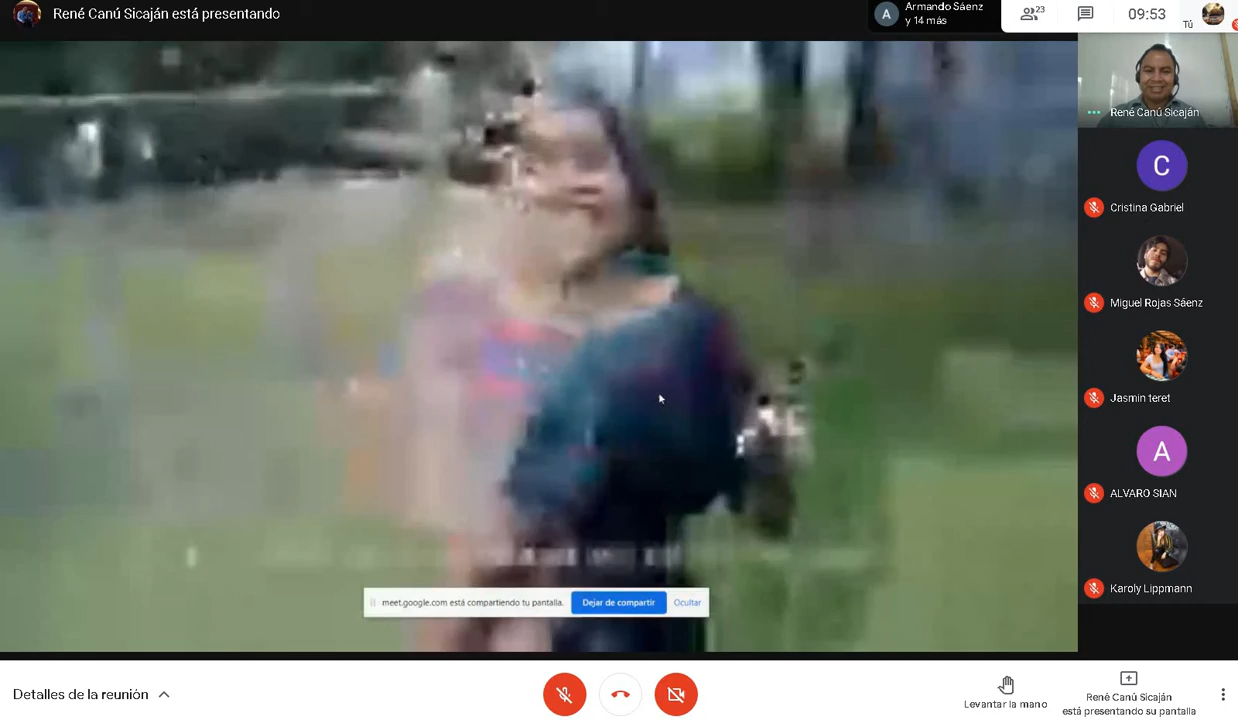 René Canú Sicaján está presentando
Armando Sáenz
y 14 más
23
09:53
Tú
René Canú Sicaján
C
Cristina Gabriel
Miguel Rojas Sáenz
Jasmin teret
A
ALVARO SIAN
Karoly Lippmann
meet.google.com está compartiendo tu pantalla.
Dejar de compartir
Ocultar
Detalles de la reunión
Levantar la mano
René Canú Sicaján
está presentando su pantalla
A